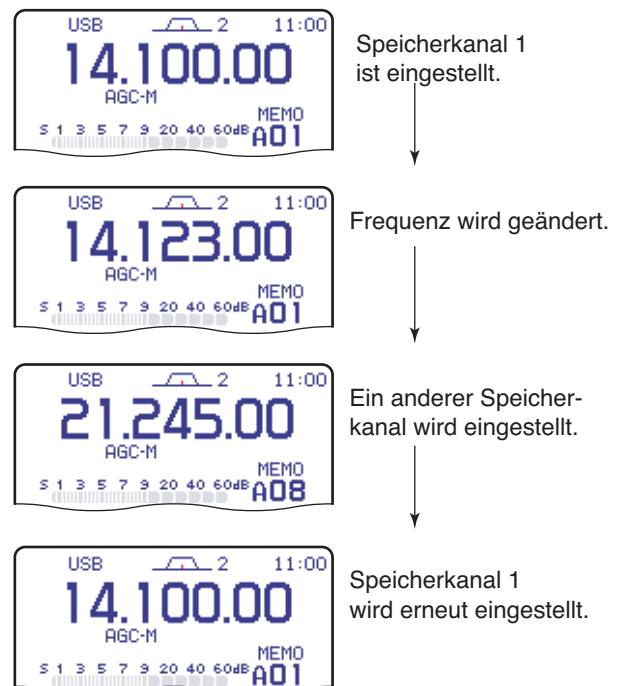 USB 2 11:00
14.100.00
AGC-M
MEMO
S 1 3 5 7 9 20 40 60dB A01
Speicherkanal 1
ist eingestellt.
USB 2 11:00
14.123.00
AGC-M
MEMO
S 1 3 5 7 9 20 40 60dB A01
Frequenz wird geändert.
USB 2 11:00
21.245.00
AGC-M
MEMO
S 1 3 5 7 9 20 40 60dB A08
Ein anderer Speicher-
kanal wird eingestellt.
USB 2 11:00
14.100.00
AGC-M
MEMO
S 1 3 5 7 9 20 40 60dB A01
Speicherkanal 1
wird erneut eingestellt.